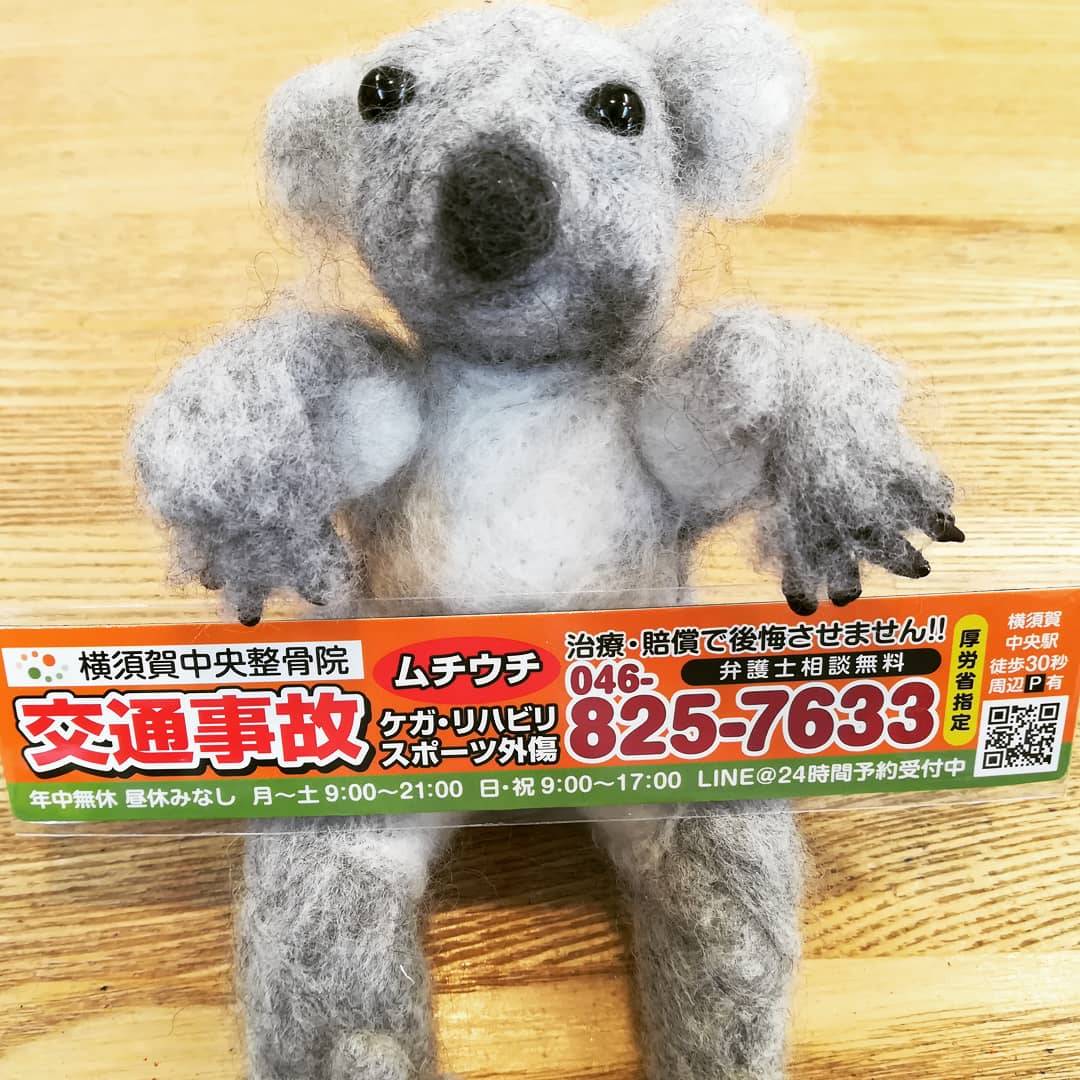 横須賀中央整骨院
交通事故
ムチウチ
ケガ・リハビリ
スポーツ外傷
治療・賠償で後悔させません!!
弁護士相談無料
046-
825-7633
厚労省指定
横須賀
中央駅
徒歩30秒
周辺P有
年中無休 昼休みなし 月〜土9:00〜21:00 日・祝9:00〜17:00 LINE@24時間予約受付中